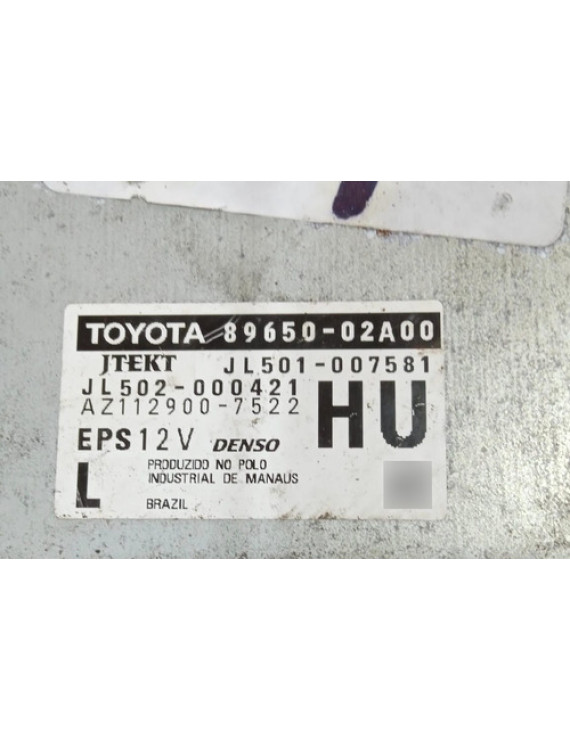 TOYOTA 89650-02A00
JTEKT JL501-007581
JL502-000421
AZ112900-7522
HU
EPS12V DENSO
L
PRODUZIDO NO POLO
INDUSTRIAL DE MANAUS
BRAZIL